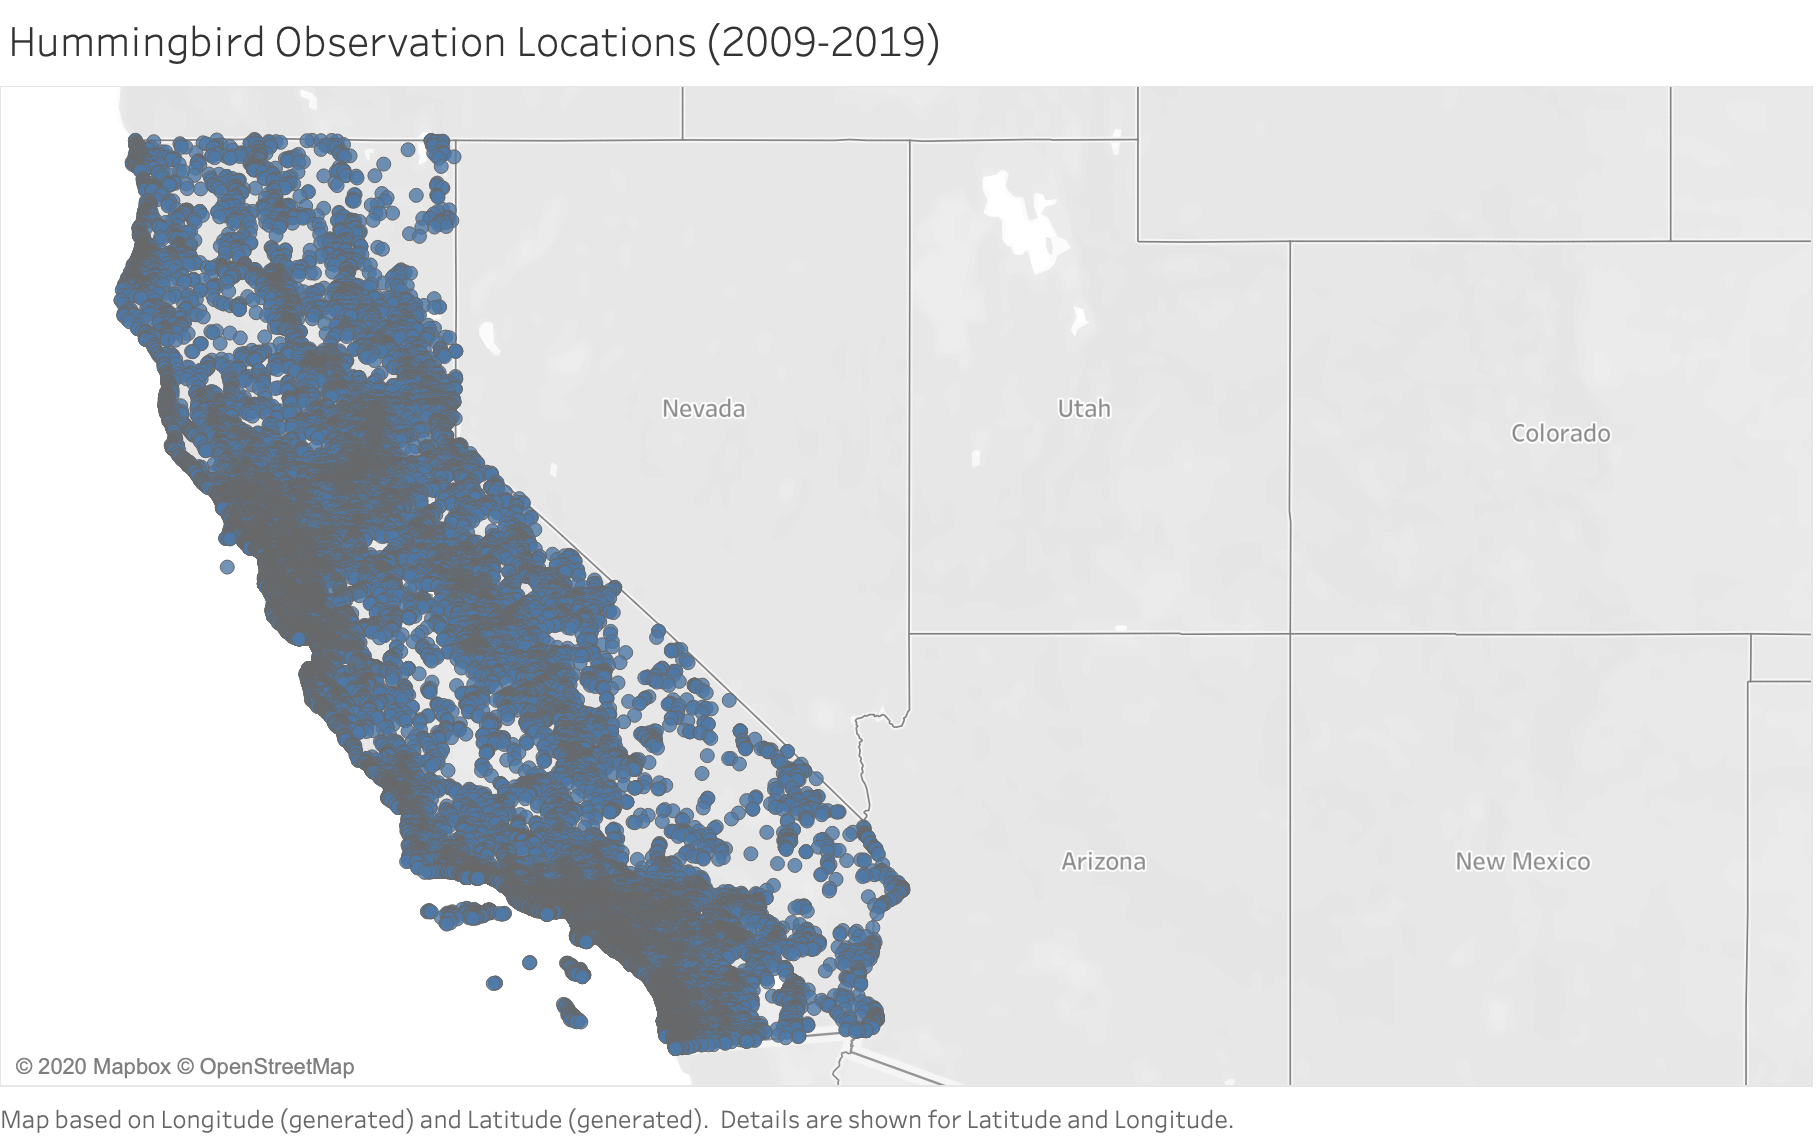 Hummingbird Observation Locations (2009-2019)
Nevada
Utah
Colorado
Arizona
New Mexico
© 2020 Mapbox © OpenStreetMap
Map based on Longitude (generated) and Latitude (generated).  Details are shown for Latitude and Longitude.